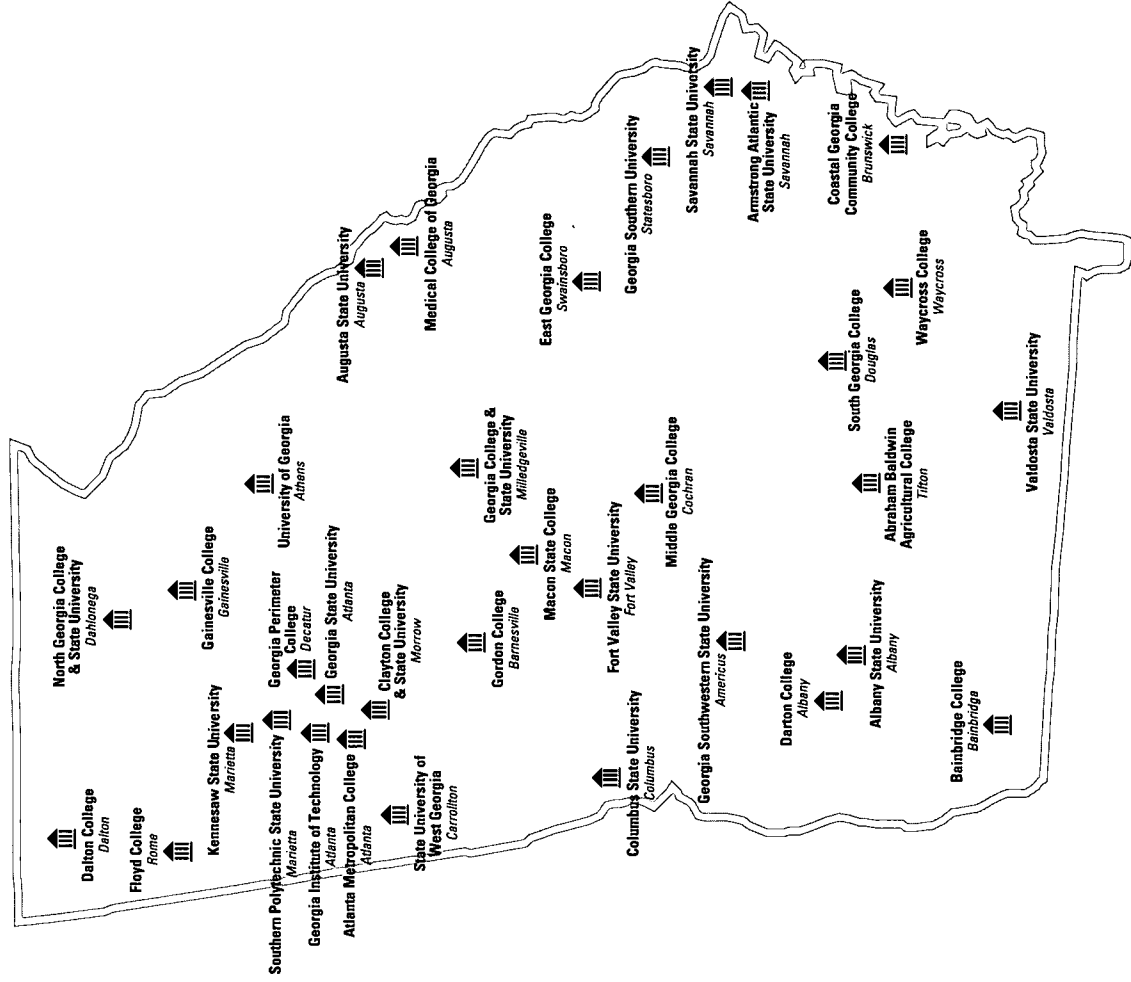 North Georgia College
& State University
Dahlonega
Dalton College
Dalton
Floyd College
Rome
Gainesville College
Gainesville
Kennesaw State University
Marietta
Georgia Perimeter
College
Decatur
University of Georgia
Athens
Southern Polytechnic State University
Marietta
Georgia State University
Atlanta
Georgia Institute of Technology
Atlanta
Atlanta Metropolitan College
Atlanta
Clayton College
& State University
Morrow
Augusta State University
Augusta
Medical College of Georgia
Augusta
State University of
West Georgia
Carrollton
Georgia College &
State University
Milledgeville
Gordon College
Barnesville
Macon State College
Macon
East Georgia College
Swainsboro
Fort Valley State University
Fort Valley
Columbus State University
Columbus
Georgia Southern University
Statesboro
Middle Georgia College
Cochran
Savannah State University
Savannah
Georgia Southwestern State University
Americus
Armstrong Atlantic
State University
Savannah
Darton College
Albany
Coastal Georgia
Community College
Brunswick
South Georgia College
Douglas
Albany State University
Albany
Abraham Baldwin
Agricultural College
Tifton
Waycross College
Waycross
Bainbridge College
Bainbridga
Valdosta State University
Valdosta